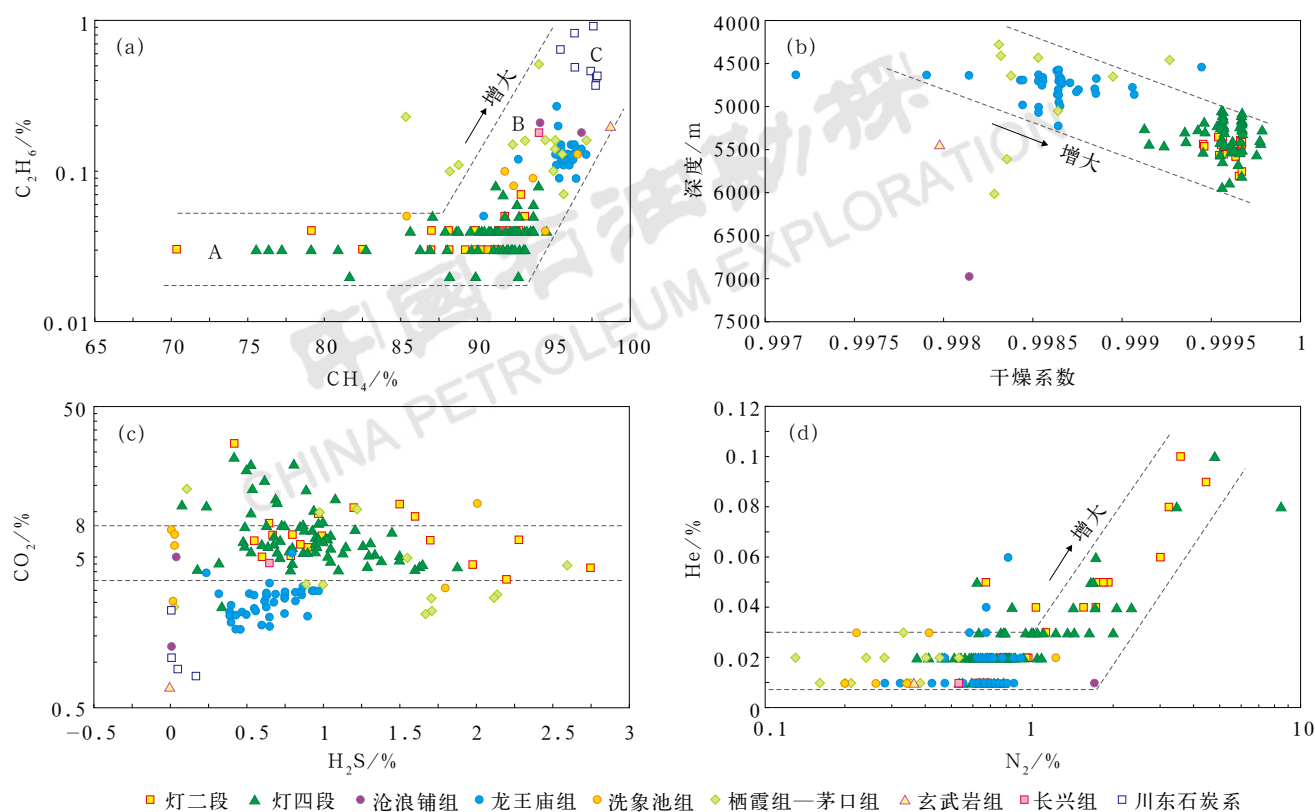 (a)
1
0.1
0.01
C₂H₆/%
65
70
75
80
85
90
95
100
CH₄/%
增大
A
B
C
(b)
4000
4500
5000
5500
6000
6500
7000
7500
深度/m
0.997
0.9975
0.998
0.9985
0.999
0.9995
1
干燥系数
增大
中国石油勘探
CHINA PETROLEUM EXPLORATION
(c)
50
8
5
0.5
CO₂/%
−0.5
0
0.5
1
1.5
2
2.5
3
H₂S/%
(d)
0.12
0.1
0.08
0.06
0.04
0.02
0
He/%
0.1
1
10
N₂/%
增大
灯二段 灯四段 沧浪铺组 龙王庙组 洗象池组 栖霞组—茅口组 玄武岩组 长兴组 川东石炭系